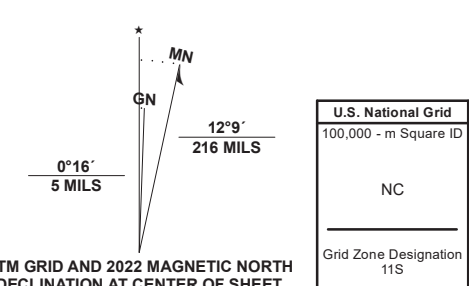 ★
MN
GN
12°9´
216 MILS
0°16´
5 MILS
TM GRID AND 2022 MAGNETIC NORTH
DECLINATION AT CENTER OF SHEET
U.S. National Grid
100,000 - m Square ID
NC
Grid Zone Designation
11S